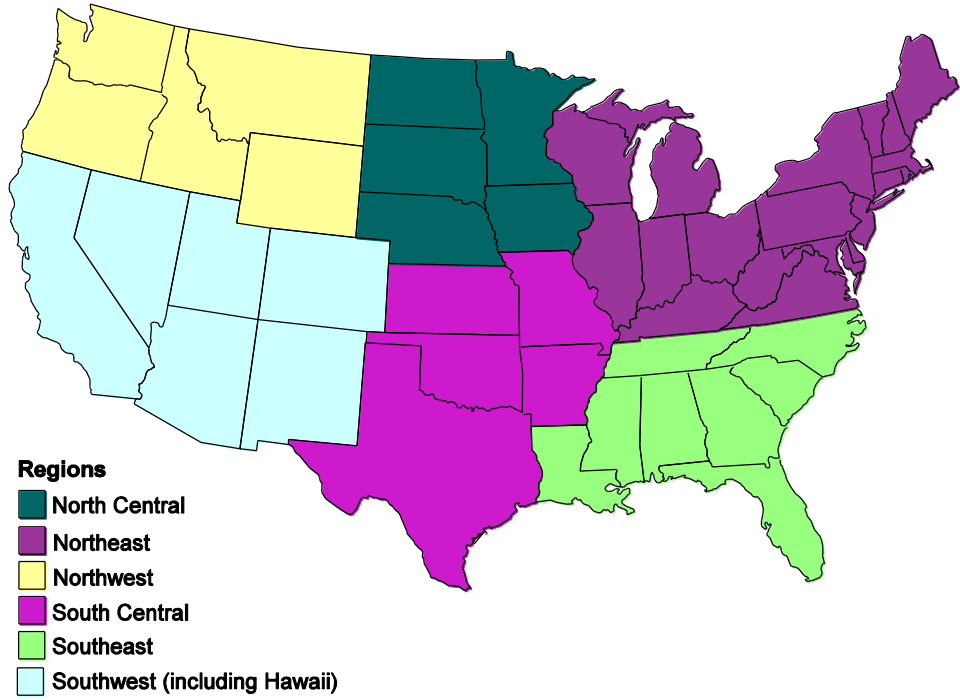 Regions
North Central
Northeast
Northwest
South Central
Southeast
Southwest (including Hawaii)